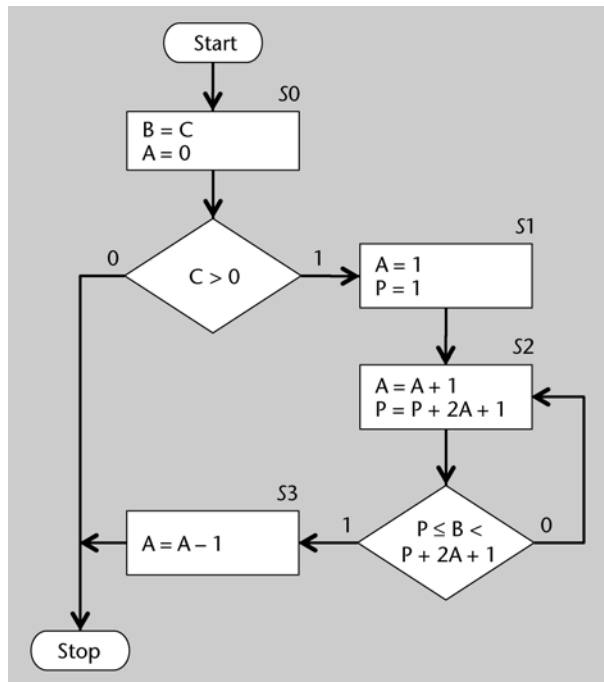 Start
S0
B = C
A = 0
0
C > 0
1
S1
A = 1
P = 1
S2
A = A + 1
P = P + 2A + 1
S3
A = A – 1
1
P ≤ B <
P + 2A + 1
0
Stop